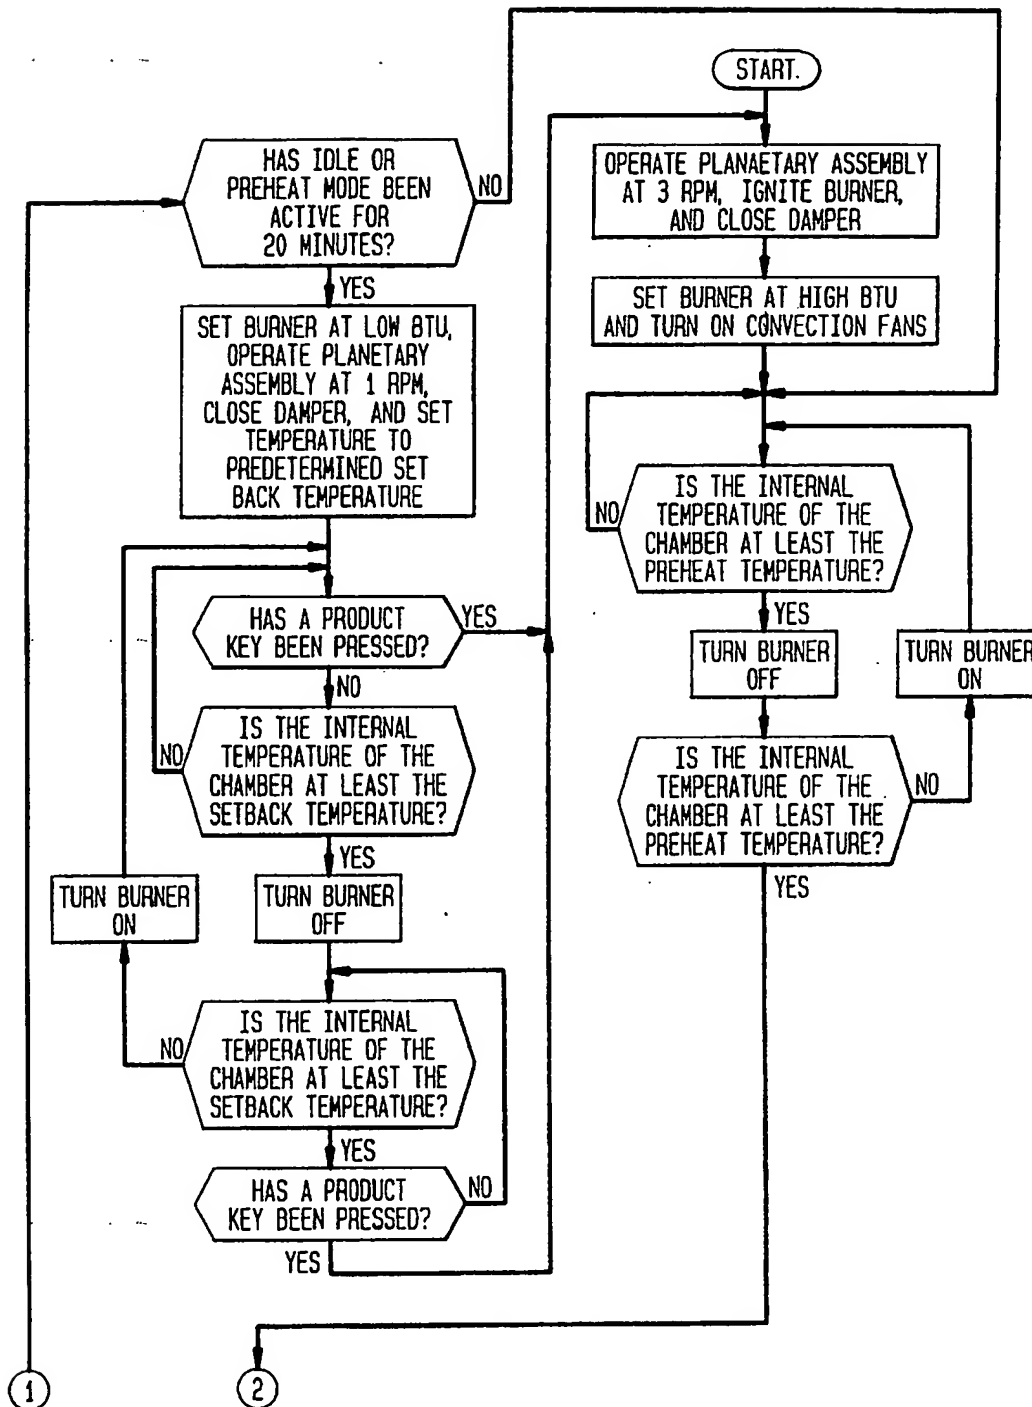 HAS IDLE OR
PREHEAT MODE BEEN
ACTIVE FOR
20 MINUTES?
NO
YES
SET BURNER AT LOW BTU,
OPERATE PLANETARY
ASSEMBLY AT 1 RPM,
CLOSE DAMPER, AND SET
TEMPERATURE TO
PREDETERMINED SET
BACK TEMPERATURE
HAS A PRODUCT
KEY BEEN PRESSED?
YES
NO
IS THE INTERNAL
TEMPERATURE OF THE
CHAMBER AT LEAST THE
SETBACK TEMPERATURE?
NO
YES
TURN BURNER
ON
TURN BURNER
OFF
IS THE INTERNAL
TEMPERATURE OF THE
CHAMBER AT LEAST THE
SETBACK TEMPERATURE?
NO
YES
HAS A PRODUCT
KEY BEEN PRESSED?
NO
YES
START.
OPERATE PLANAETARY ASSEMBLY
AT 3 RPM, IGNITE BURNER,
AND CLOSE DAMPER
SET BURNER AT HIGH BTU
AND TURN ON CONVECTION FANS
IS THE INTERNAL
TEMPERATURE OF THE
CHAMBER AT LEAST THE
PREHEAT TEMPERATURE?
NO
YES
TURN BURNER
OFF
TURN BURNER
ON
IS THE INTERNAL
TEMPERATURE OF THE
CHAMBER AT LEAST THE
PREHEAT TEMPERATURE?
NO
YES
1
2